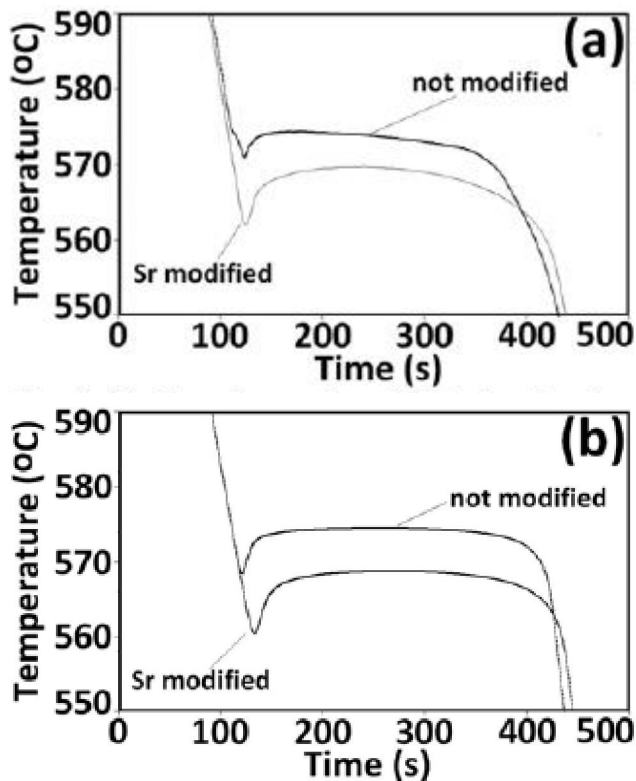 590
(a)
not modified
580
570
560
550
Temperature (ºC)
Sr modified
0 100 200 300 400 500
Time (s)
590
(b)
not modified
580
570
560
550
Temperature (ºC)
Sr modified
0 100 200 300 400 500
Time (s)